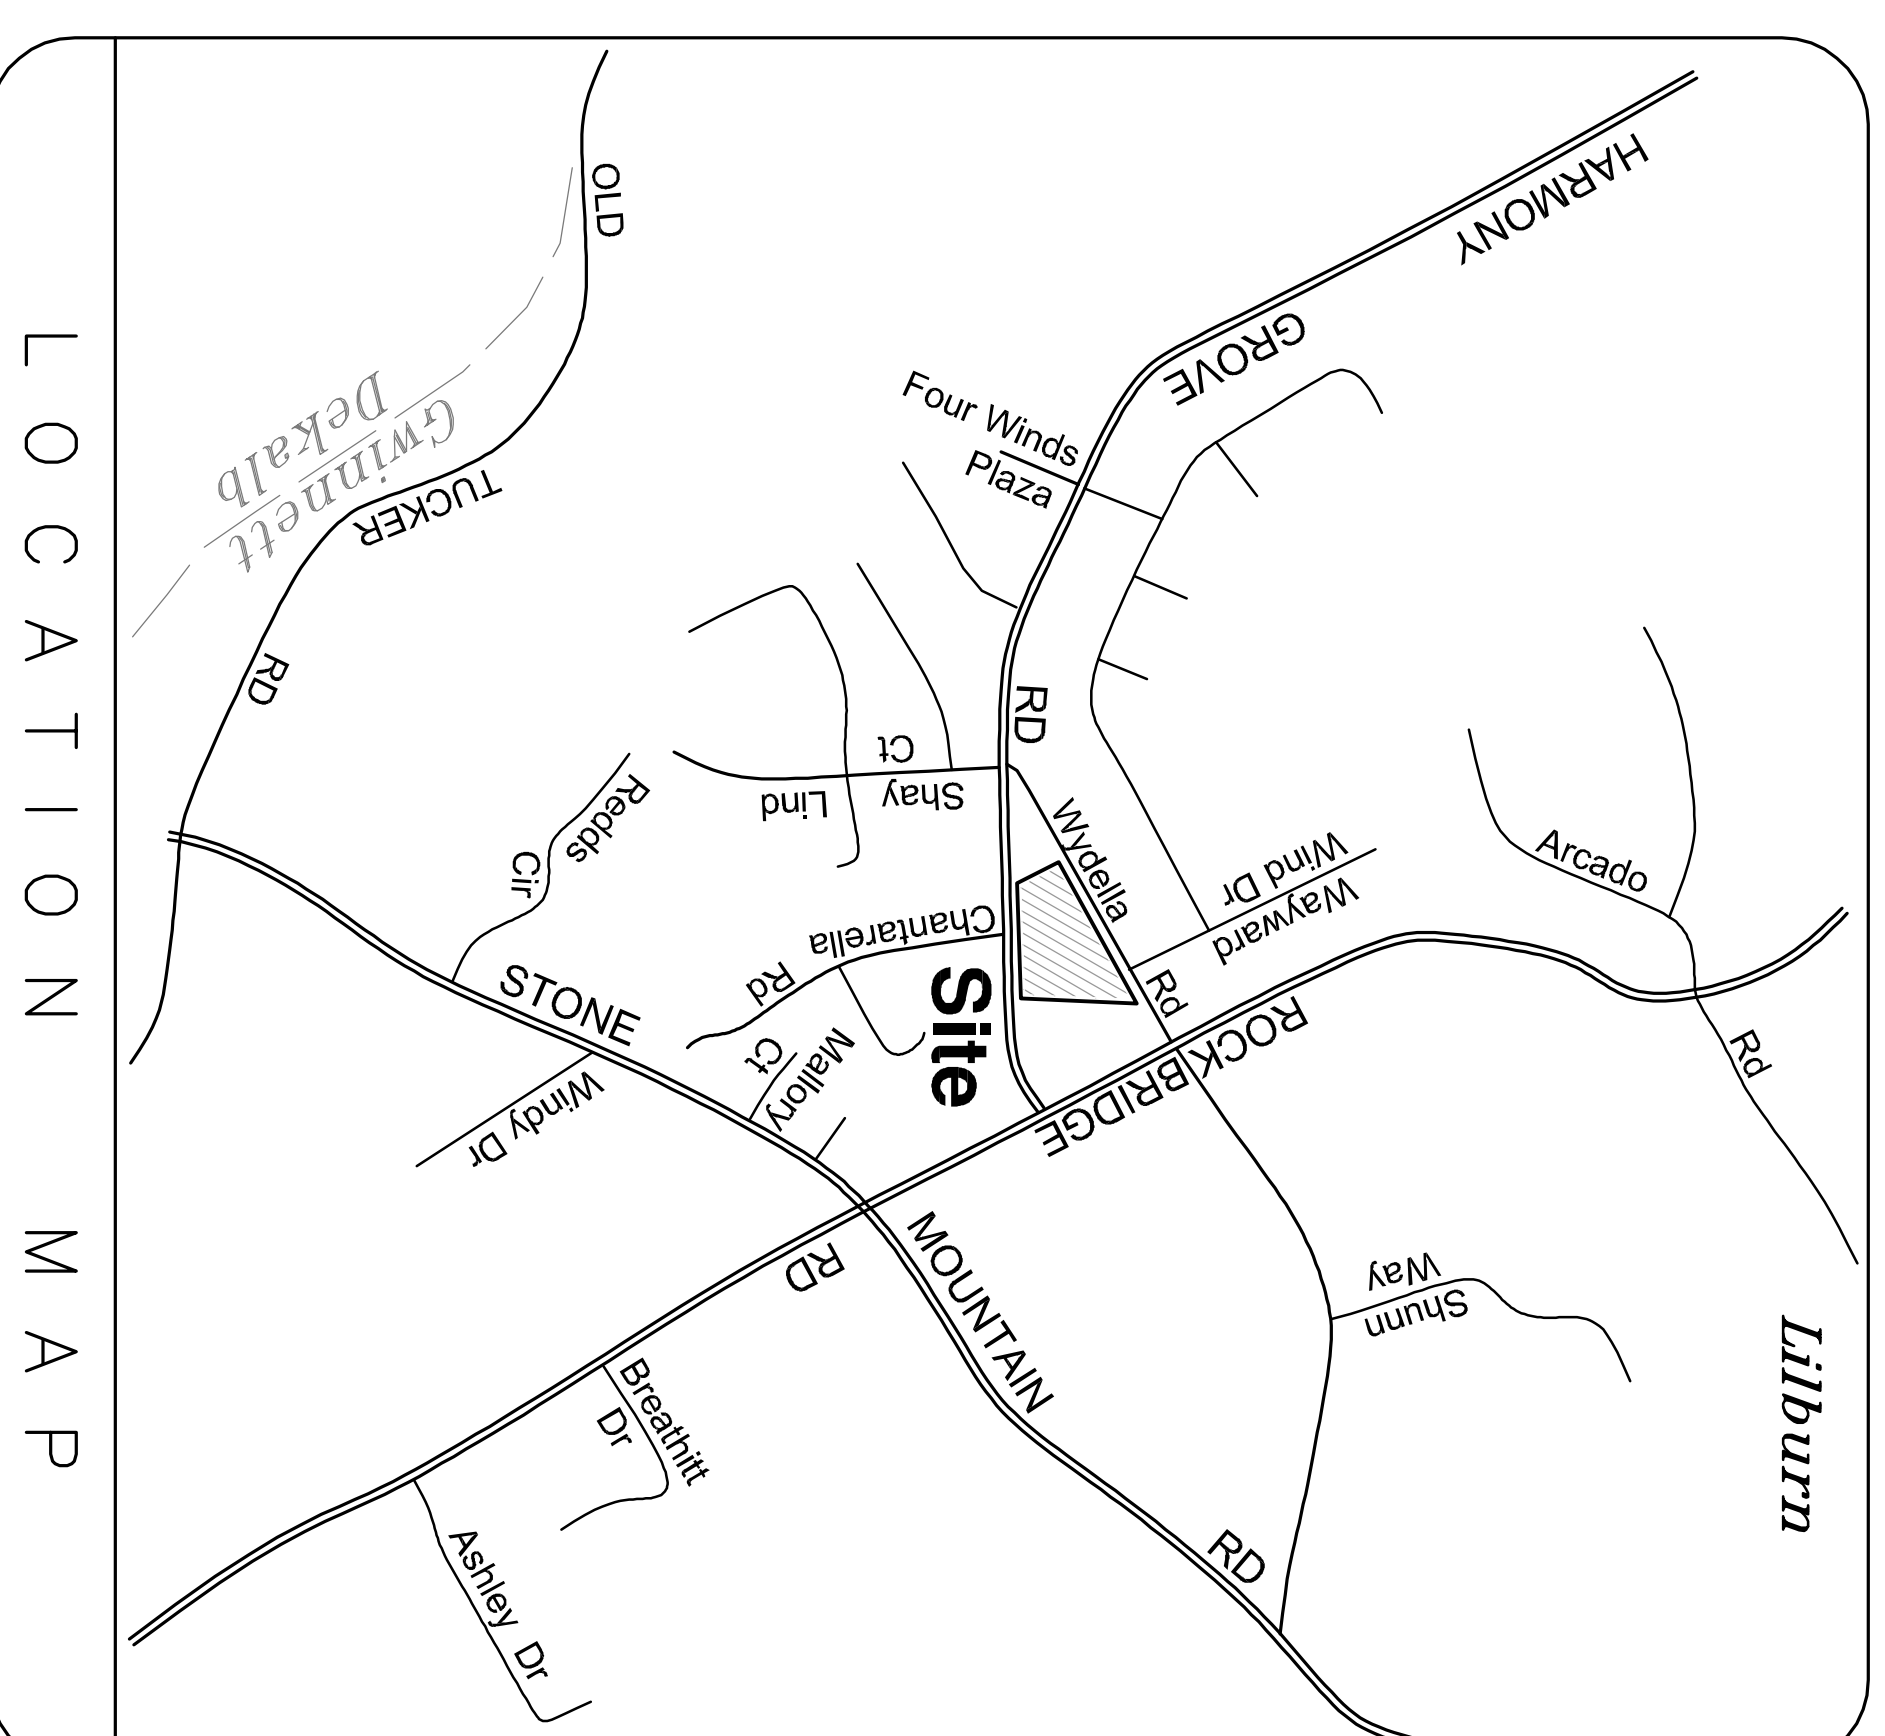 LOCATION MAP
OLD
TUCKER
RD
Gwinnett
DeKalb
HARMONY
GROVE
RD
Four Winds
Plaza
Shay
Ct
Lind
Redds
Cir
Wydella
Rd
Wayward
Wind Dr
Arcado
Rd
Chantarella
Rd
Site
Mallory
Ct
STONE
MOUNTAIN
RD
Windy Dr
ROCKBRIDGE
RD
Shunn
Way
Breathitt
Dr
Ashley Dr
Lilburn